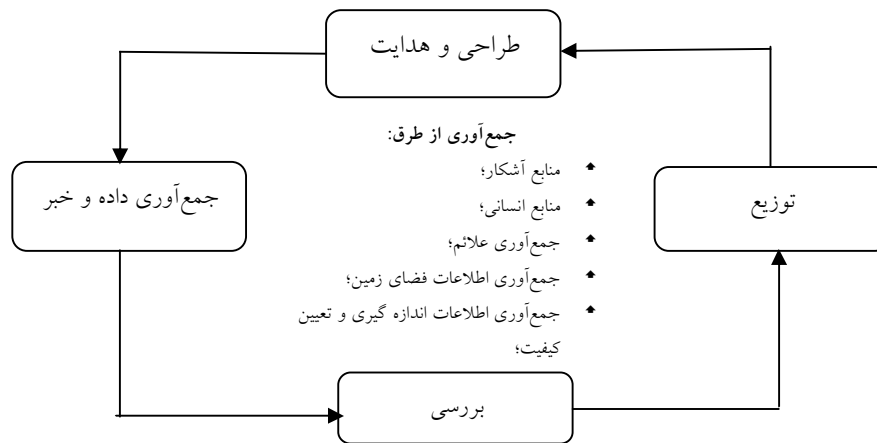 طراحی و هدایت
جمع‌آوری داده و خبر
جمع‌آوری از طرق:
منابع آشکار؛
منابع انسانی؛
جمع‌آوری علائم؛
جمع‌آوری اطلاعات فضای زمین؛
جمع‌آوری اطلاعات اندازه گیری و تعیین
کیفیت؛
توزیع
بررسی